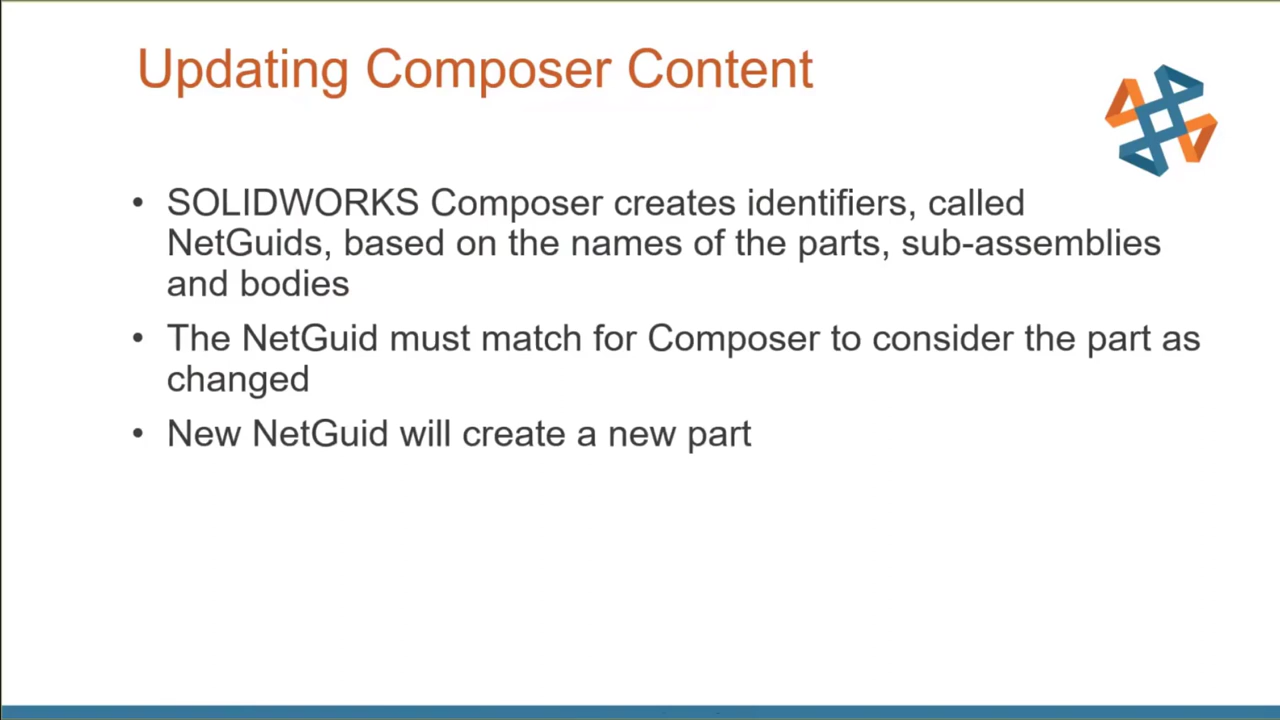 Updating Composer Content
• SOLIDWORKS Composer creates identifiers, called
NetGuids, based on the names of the parts, sub-assemblies
and bodies
• The NetGuid must match for Composer to consider the part as
changed
• New NetGuid will create a new part